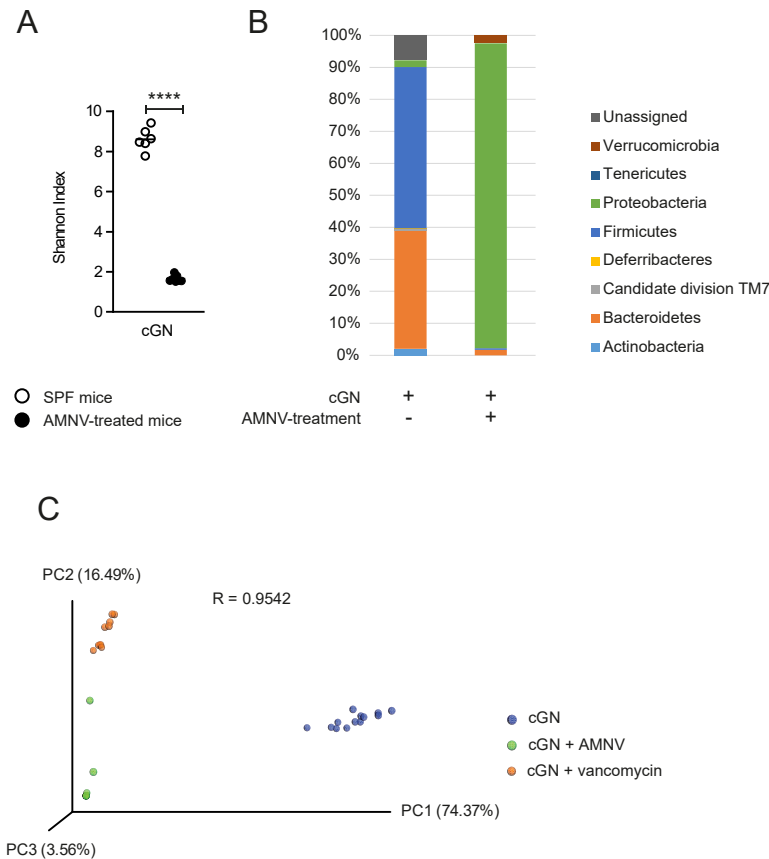 A
B
****
10
8
6
4
2
0
Shannon Index
cGN
SPF mice
AMNV-treated mice
100%
90%
80%
70%
60%
50%
40%
30%
20%
10%
0%
cGN + +
AMNV-treatment - +
Unassigned
Verrucomicrobia
Tenericutes
Proteobacteria
Firmicutes
Deferribacteres
Candidate division TM7
Bacteroidetes
Actinobacteria
C
PC2 (16.49%)
R = 0.9542
cGN
cGN + AMNV
cGN + vancomycin
PC1 (74.37%)
PC3 (3.56%)